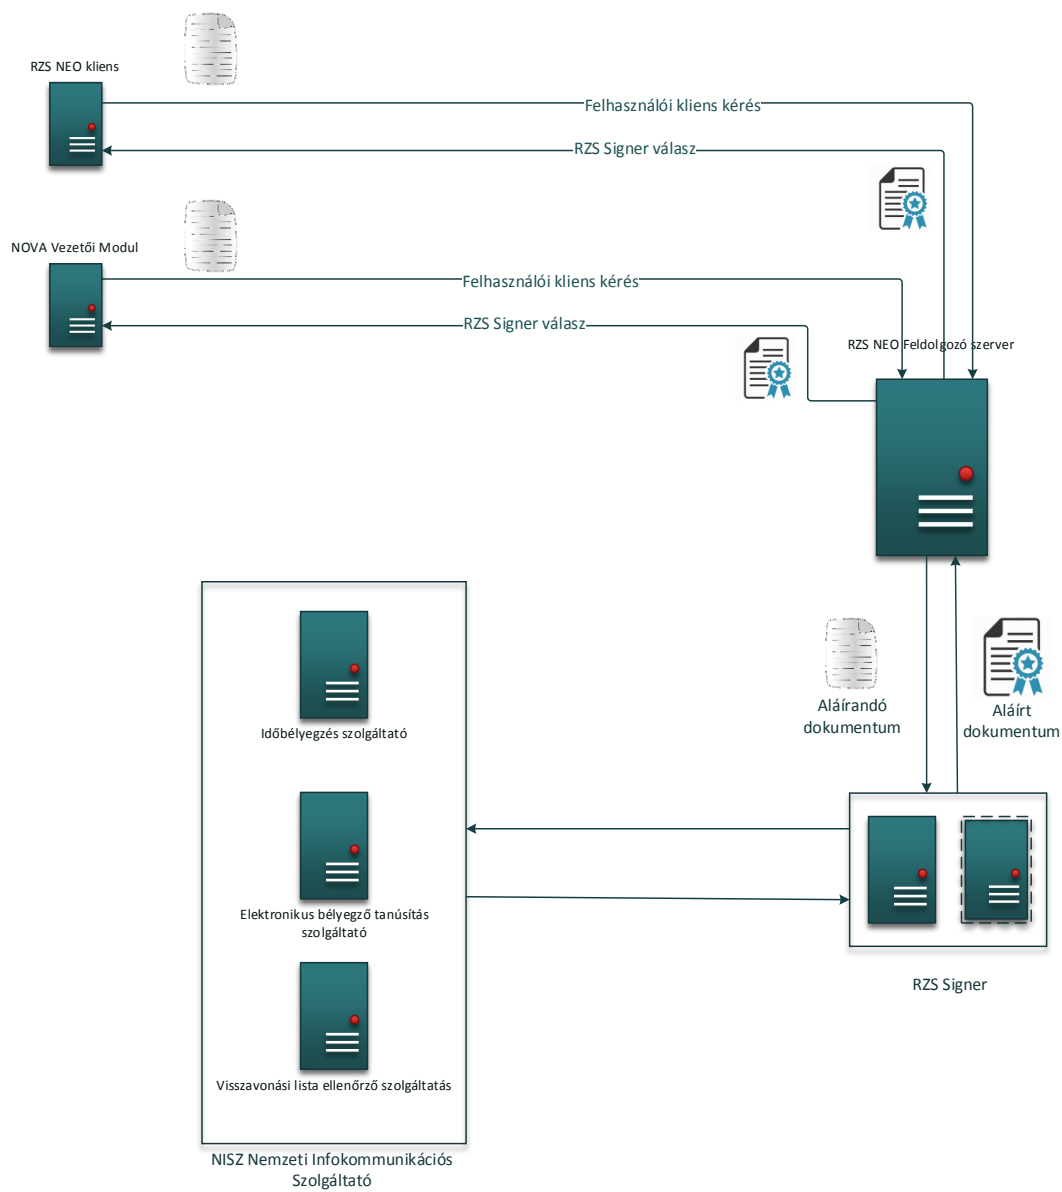 RZS NEO kliens
Felhasználói kliens kérés
RZS Signer válasz
NOVA Vezetői Modul
Felhasználói kliens kérés
RZS Signer válasz
RZS NEO Feldolgozó szerver
Időbélyegzés szolgáltató
Aláírandó
dokumentum
Aláírt
dokumentum
Elektronikus bélyegző tanúsítás
szolgáltató
RZS Signer
Visszavonási lista ellenőrző szolgáltatás
NISZ Nemzeti Infokommunikációs
Szolgáltató